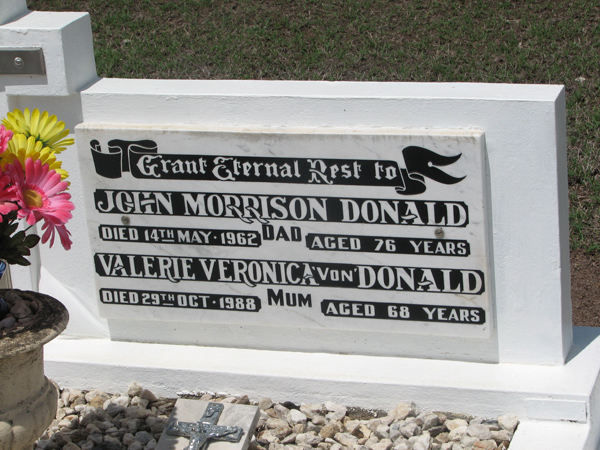 Grant Eternal Rest to
JOHN MORRISON DONALD
DIED 14TH MAY · 1962 DAD AGED 76 YEARS
VALERIE VERONICA VON' DONALD
DIED 29TH OCT · 1988 MUM AGED 68 YEARS